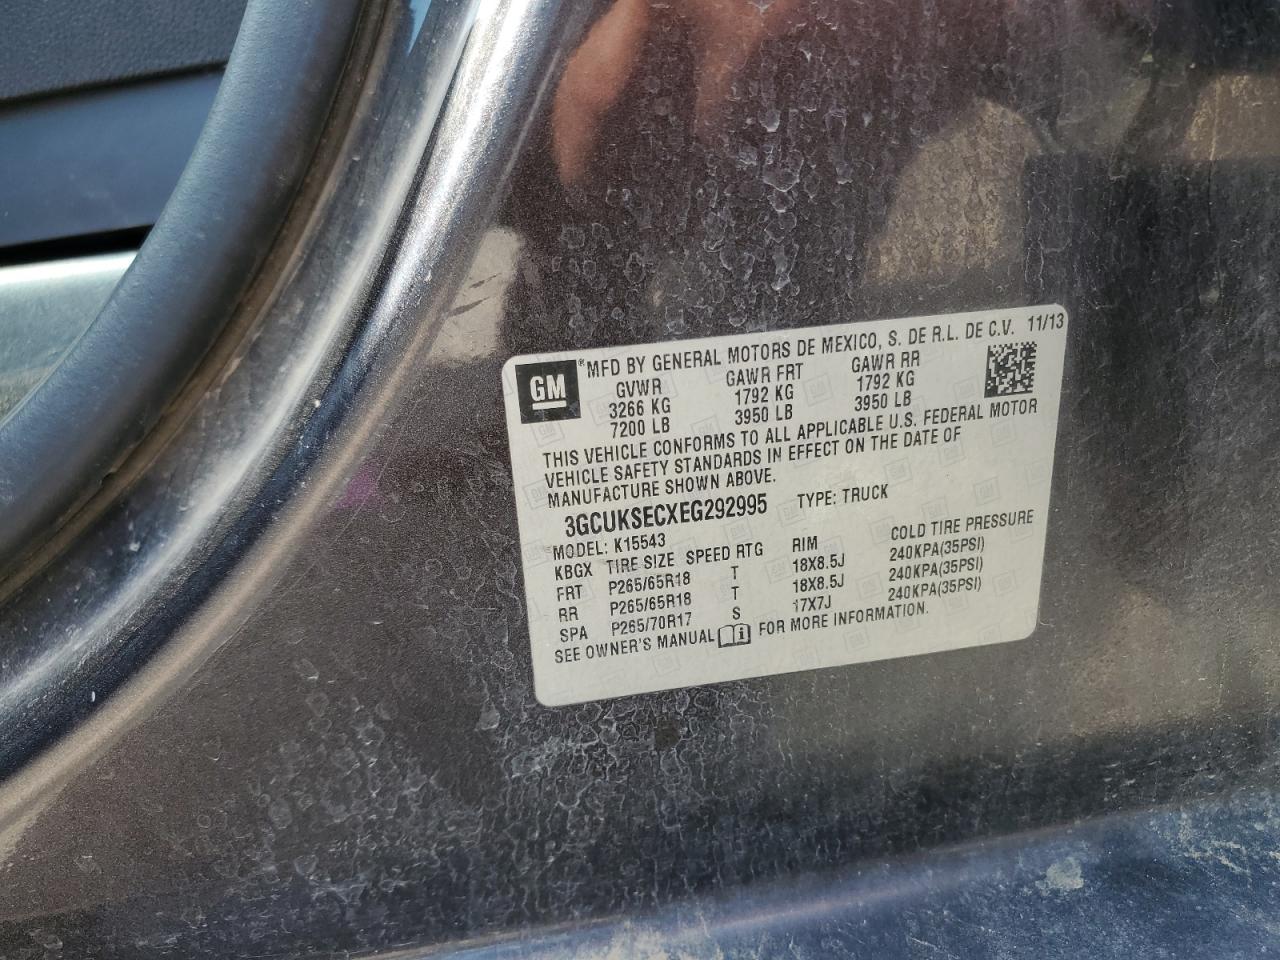 GM
®MFD BY GENERAL MOTORS DE MEXICO, S. DE R.L. DE C.V. 11/13
GVWR GAWR FRT GAWR RR
3266 KG 1792 KG 1792 KG
7200 LB 3950 LB 3950 LB
THIS VEHICLE CONFORMS TO ALL APPLICABLE U.S. FEDERAL MOTOR
VEHICLE SAFETY STANDARDS IN EFFECT ON THE DATE OF
MANUFACTURE SHOWN ABOVE.
3GCUKSECXEG292995 TYPE: TRUCK
MODEL: K15543
KBGX TIRE SIZE SPEED RTG RIM COLD TIRE PRESSURE
FRT P265/65R18 T 18X8.5J 240KPA(35PSI)
RR P265/65R18 T 18X8.5J 240KPA(35PSI)
SPA P265/70R17 S 17X7J 240KPA(35PSI)
SEE OWNER'S MANUAL i FOR MORE INFORMATION.